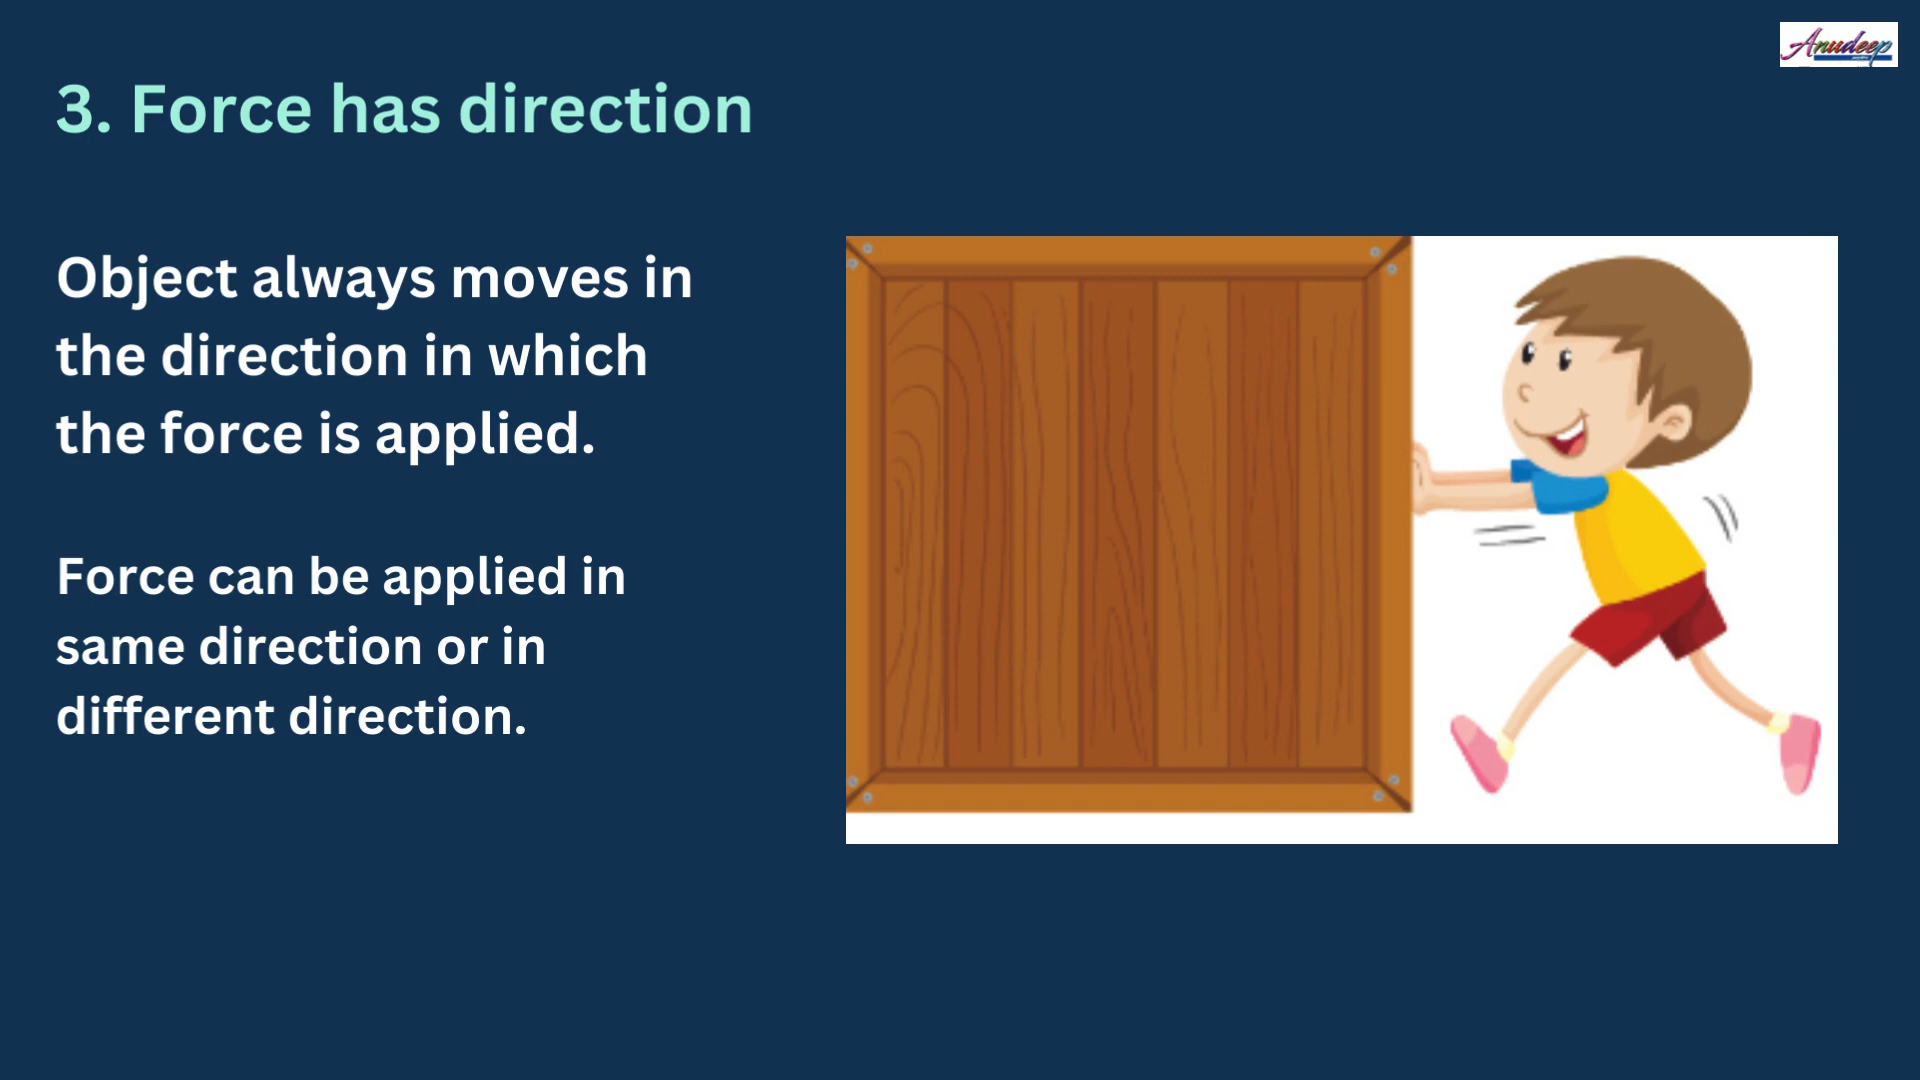 Anudeep
3. Force has direction
Object always moves in
the direction in which
the force is applied.
Force can be applied in
same direction or in
different direction.